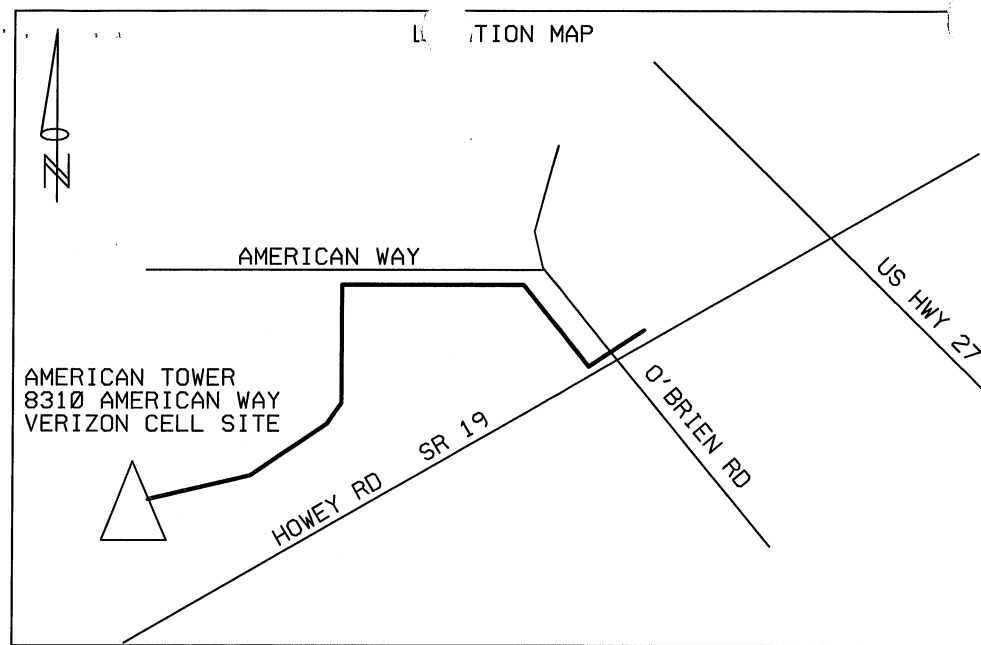 TION MAP
N
AMERICAN WAY
US HWY 27
AMERICAN TOWER
8310 AMERICAN WAY
VERIZON CELL SITE
O'BRIEN RD
HOWEY RD SR 19